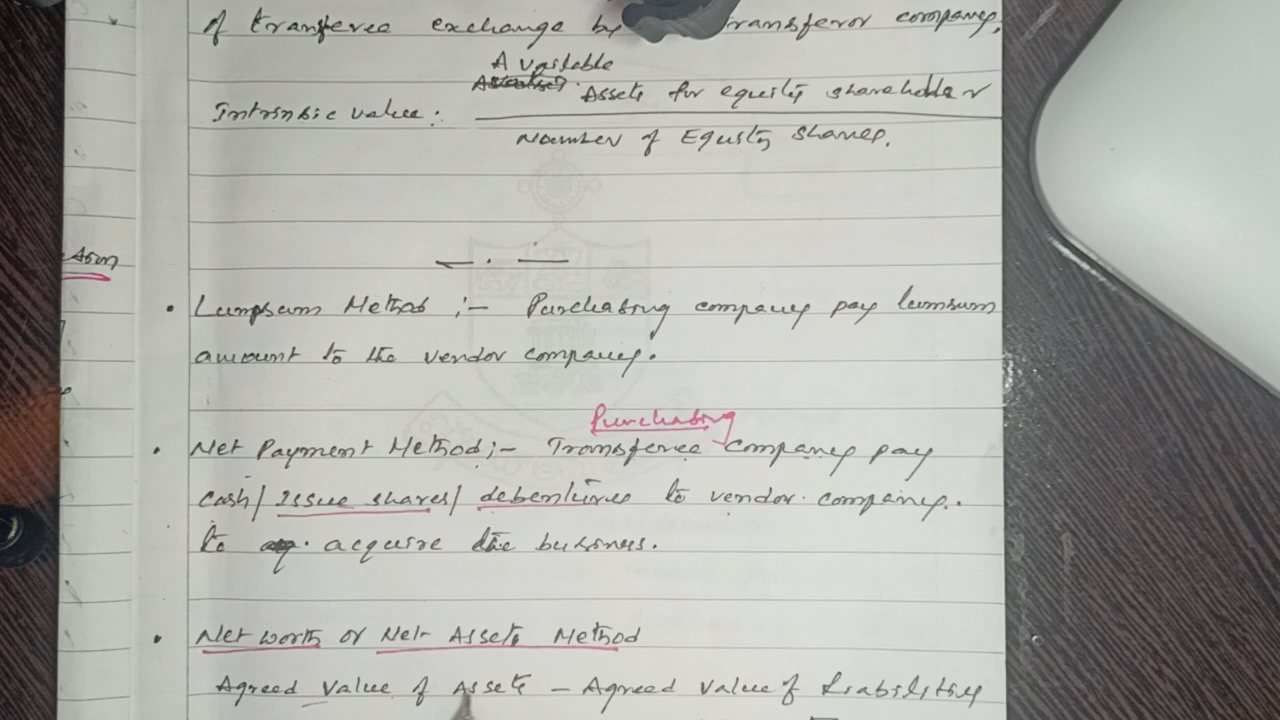 of transferee exchange by transferor company.
Available
Intrinsic value: Assets for equity shareholder
Number of Equity shares.
Lumpsum Method :- Purchasing company pay lumsum
amount to the vendor company.
Purchasing
Net Payment Method :- Transferee company pay
cash/ issue shares/ debentures to vendor company.
to acquire the business.
Net worth or Net Assets Method
Agreed Value of Assets - Agreed value of Liabilities